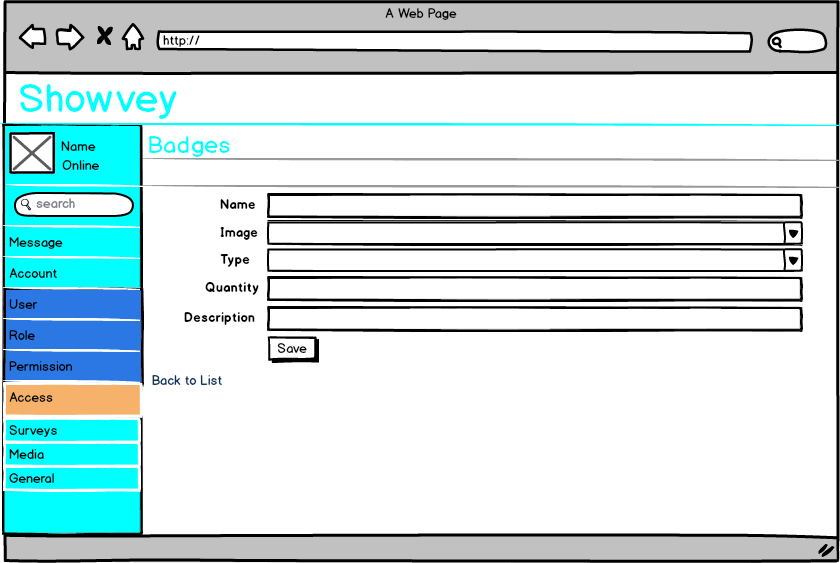 A Web Page
http://
Showvey
Name
Online
Badges
search
Message
Account
User
Role
Permission
Access
Surveys
Media
General
Name
Image
Type
Quantity
Description
Save
Back to List